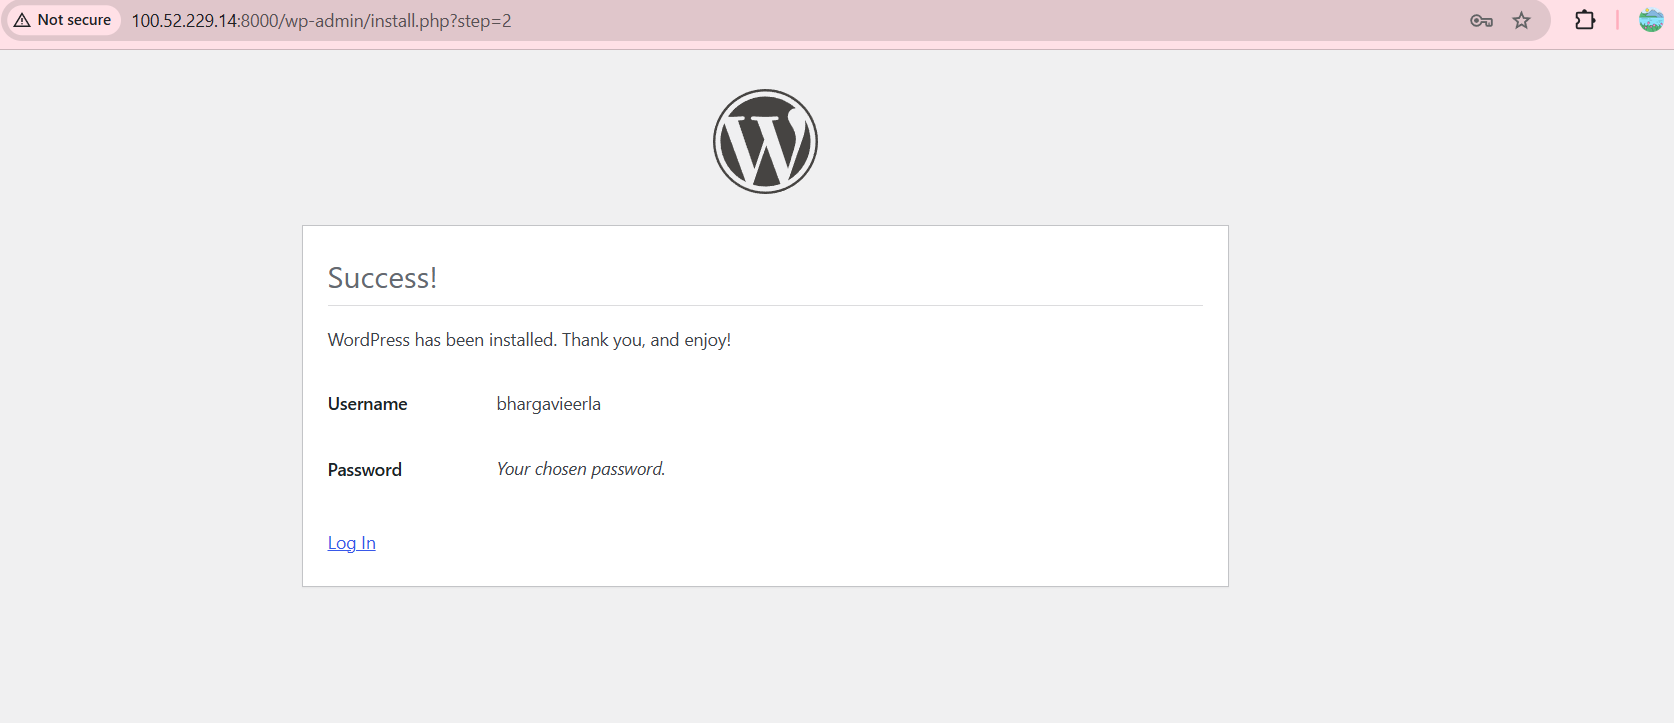 Not secure 100.52.229.14:8000/wp-admin/install.php?step=2
Success!
WordPress has been installed. Thank you, and enjoy!
Username bhargavieerla
Password Your chosen password.
Log In